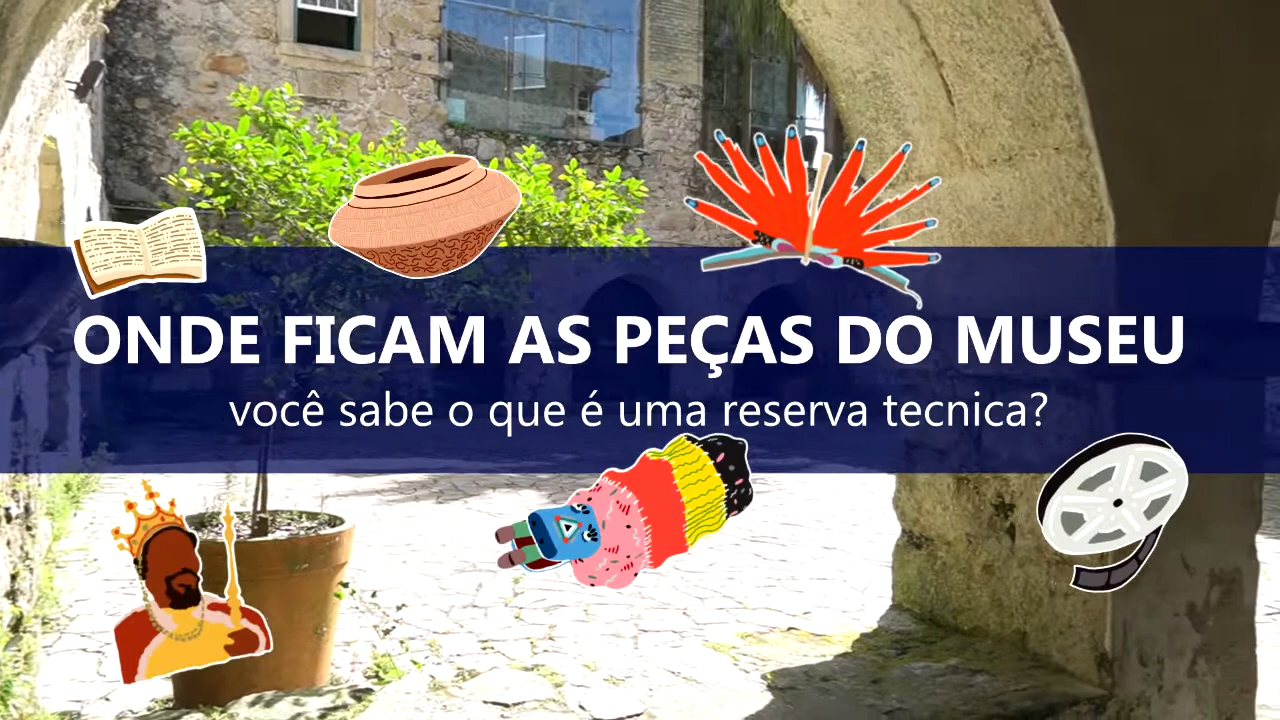 ONDE FICAM AS PEÇAS DO MUSEU
você sabe o que é uma reserva tecnica?